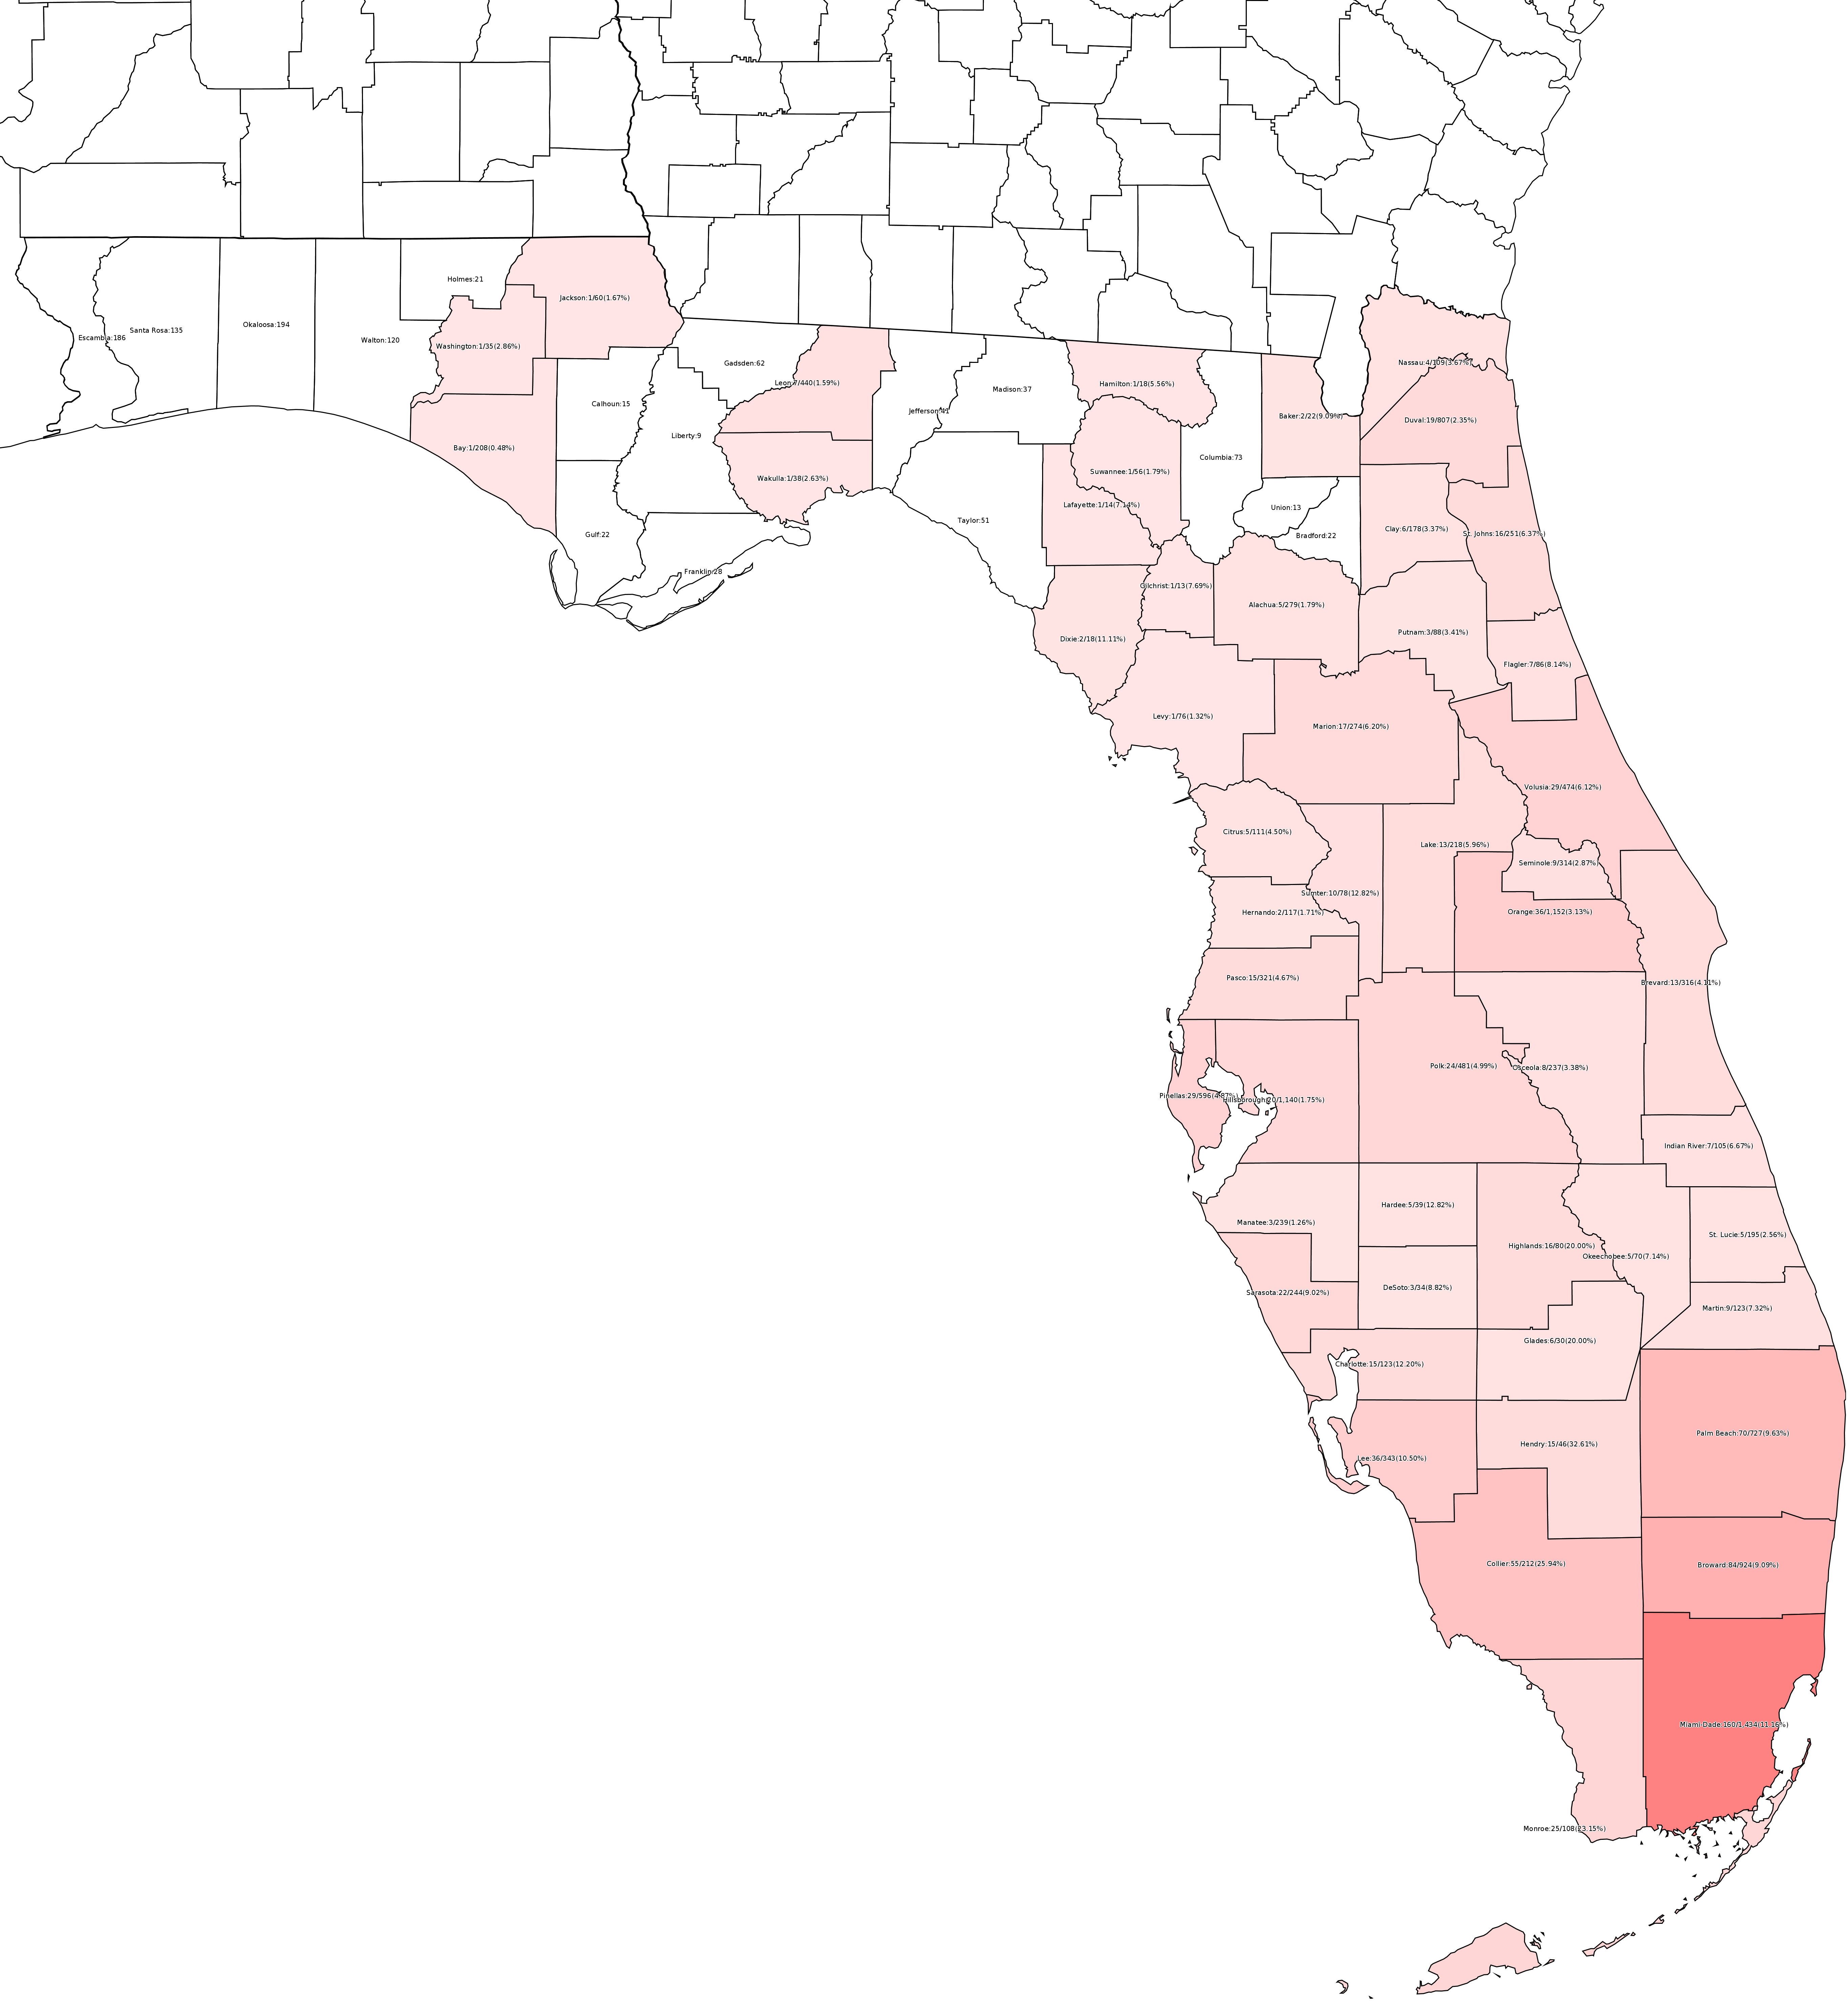 Holmes:21
Jackson:1/60(1.67%)
Okaloosa:194
Santa Rosa:135
Escambia:186
Walton:120
Washington:1/35(2.86%)
Gadsden:62
Leon:7/440(1.59%)
Calhoun:15
Liberty:9
Bay:1/208(0.48%)
Wakulla:1/38(2.63%)
Gulf:22
Franklin:28
Jefferson:41
Madison:37
Taylor:51
Hamilton:1/18(5.56%)
Suwannee:1/56(1.79%)
Lafayette:1/14(7.14%)
Columbia:73
Baker:2/22(9.09%)
Nassau:4/109(3.67%)
Duval:19/807(2.35%)
Union:13
Bradford:22
Clay:6/178(3.37%)
St. Johns:16/251(6.37%)
Gilchrist:1/13(7.69%)
Alachua:5/279(1.79%)
Dixie:2/18(11.11%)
Putnam:3/88(3.41%)
Flagler:7/86(8.14%)
Levy:1/76(1.32%)
Marion:17/274(6.20%)
Volusia:29/474(6.12%)
Citrus:5/111(4.50%)
Lake:13/218(5.96%)
Seminole:9/314(2.87%)
Sumter:10/78(12.82%)
Hernando:2/117(1.71%)
Orange:36/1,152(3.13%)
Pasco:15/321(4.67%)
Brevard:13/316(4.11%)
Polk:24/481(4.99%)
Osceola:8/237(3.38%)
Pinellas:29/596(4.87%)
Hillsborough:20/1,140(1.75%)
Indian River:7/105(6.67%)
Hardee:5/39(12.82%)
Manatee:3/239(1.26%)
Highlands:16/80(20.00%)
Okeechobee:5/70(7.14%)
St. Lucie:5/195(2.56%)
Sarasota:22/244(9.02%)
DeSoto:3/34(8.82%)
Martin:9/123(7.32%)
Glades:6/30(20.00%)
Charlotte:15/123(12.20%)
Palm Beach:70/727(9.63%)
Hendry:15/46(32.61%)
Lee:36/343(10.50%)
Collier:55/212(25.94%)
Broward:84/924(9.09%)
Miami-Dade:160/1,434(11.16%)
Monroe:25/108(23.15%)